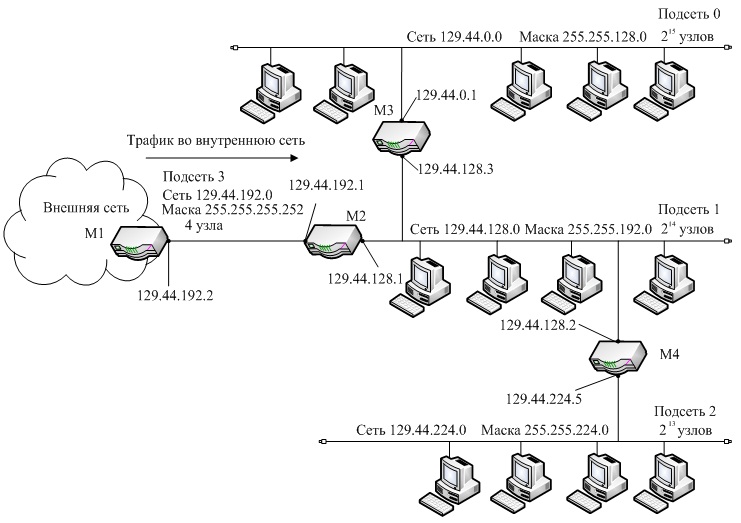 Подсеть 0
Сеть 129.44.0.0 Маска 255.255.128.0 2^15 узлов
129.44.0.1
М3
Трафик во внутреннюю сеть
129.44.128.3
Подсеть 3
129.44.192.1
Сеть 129.44.192.0
Внешняя сеть
Маска 255.255.255.252
4 узла
М1
М2
Подсеть 1
Сеть 129.44.128.0 Маска 255.255.192.0 2^14 узлов
129.44.128.1
129.44.192.2
129.44.128.2
М4
129.44.224.5
Подсеть 2
Сеть 129.44.224.0 Маска 255.255.224.0 2^13 узлов